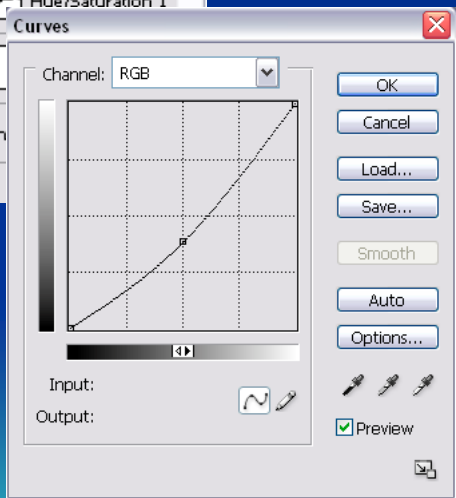 Hue/Saturation 1
Curves
Channel: RGB
OK
Cancel
Load...
Save...
Smooth
Auto
Options...
Input:
Output:
Preview